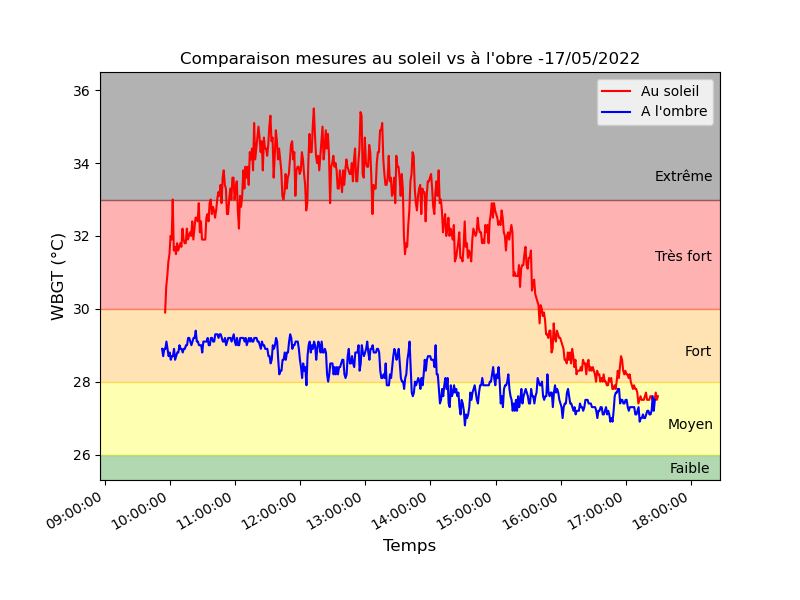 Comparaison mesures au soleil vs à l'obre -17/05/2022
Au soleil
A l'ombre
WBGT (°C)
36
34
32
30
28
26
Extrême
Très fort
Fort
Moyen
Faible
09:00:00
10:00:00
11:00:00
12:00:00
13:00:00
14:00:00
15:00:00
16:00:00
17:00:00
18:00:00
Temps